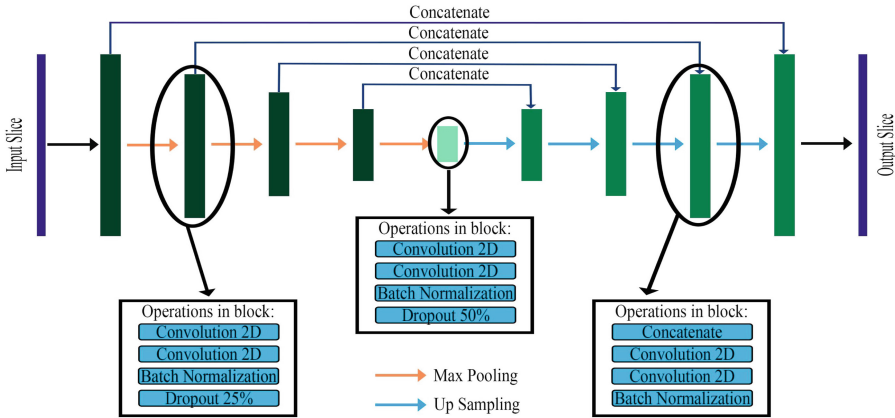 Concatenate
Concatenate
Concatenate
Concatenate
Input Slice
Output Slice
Operations in block:
Convolution 2D
Convolution 2D
Batch Normalization
Dropout 50%
Operations in block:
Convolution 2D
Convolution 2D
Batch Normalization
Dropout 25%
Operations in block:
Concatenate
Convolution 2D
Convolution 2D
Batch Normalization
Max Pooling
Up Sampling